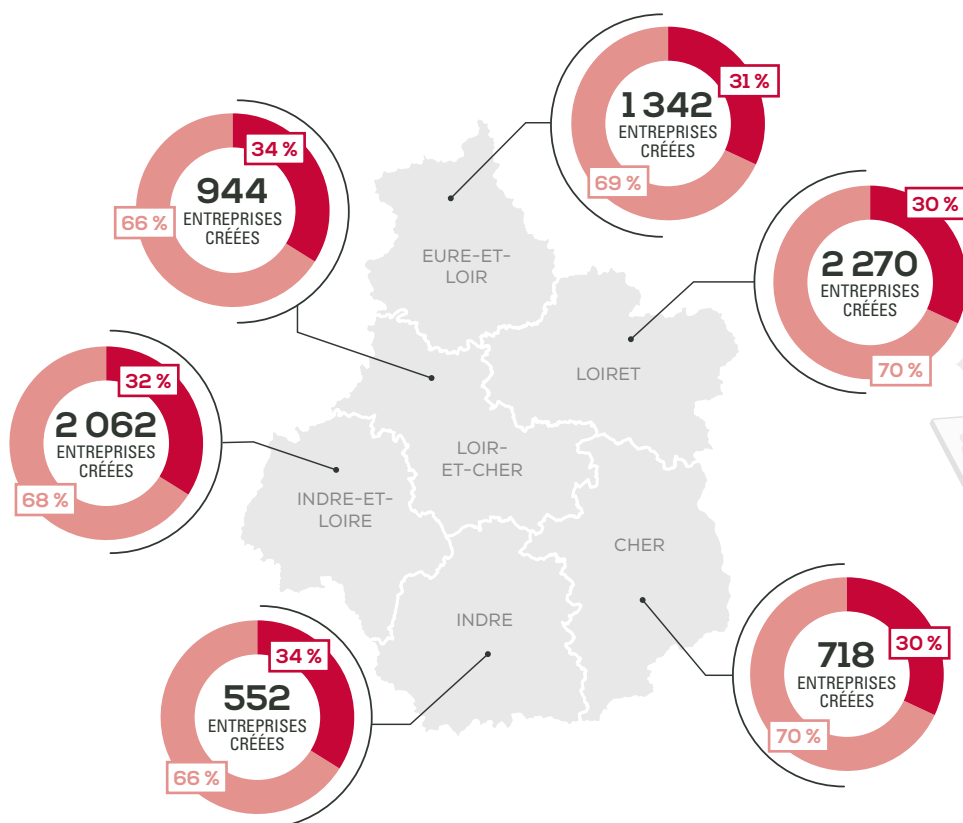 31 %
1 342
ENTREPRISES
CRÉÉES
69 %
34 %
944
ENTREPRISES
CRÉÉES
66 %
30 %
2 270
ENTREPRISES
CRÉÉES
70 %
EURE-ET-
LOIR
LOIRET
32 %
2 062
ENTREPRISES
CRÉÉES
68 %
LOIR-
ET-CHER
INDRE-ET-
LOIRE
CHER
INDRE
34 %
552
ENTREPRISES
CRÉÉES
66 %
30 %
718
ENTREPRISES
CRÉÉES
70 %